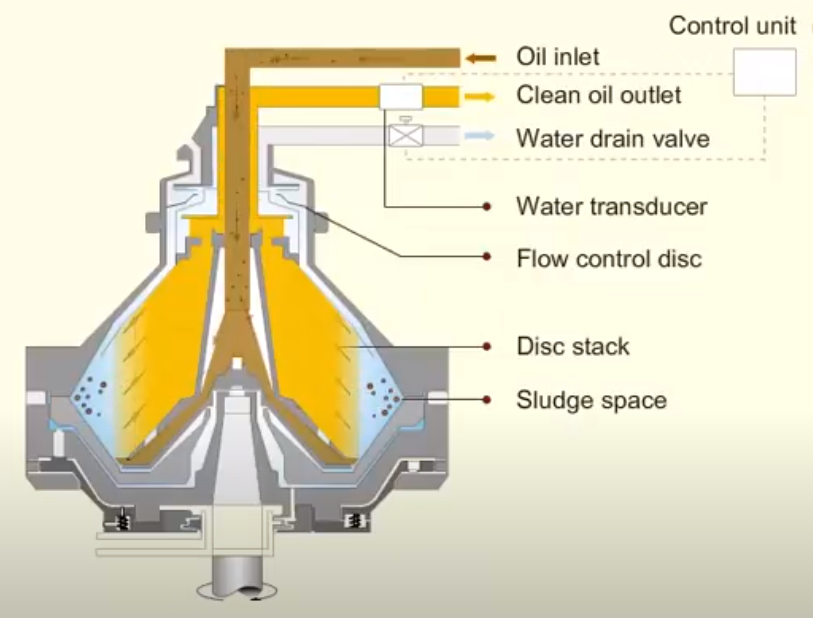 Control unit
Oil inlet
Clean oil outlet
Water drain valve
Water transducer
Flow control disc
Disc stack
Sludge space